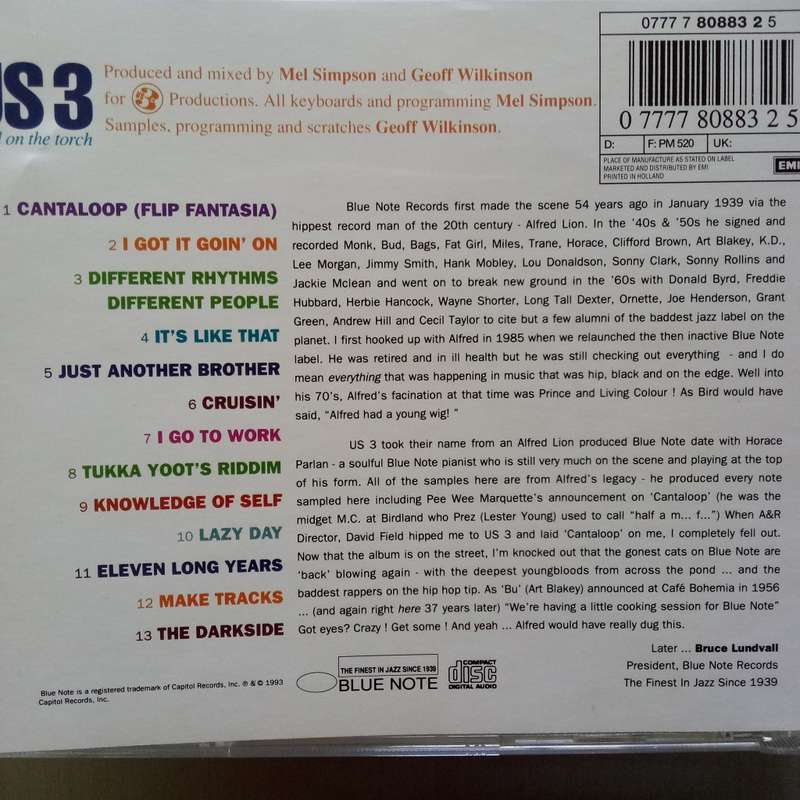 US 3
on the torch
Produced and mixed by Mel Simpson and Geoff Wilkinson
for Productions. All keyboards and programming Mel Simpson.
Samples, programming and scratches Geoff Wilkinson.
0777 7 80883 2 5
0 7777 80883 2 5
D: F: PM 520 UK:
PLACE OF MANUFACTURE AS STATED ON LABEL
MARKETED AND DISTRIBUTED BY EMI
PRINTED IN HOLLAND
EMI
1 CANTALOOP (FLIP FANTASIA)
2 I GOT IT GOIN' ON
3 DIFFERENT RHYTHMS
DIFFERENT PEOPLE
4 IT'S LIKE THAT
5 JUST ANOTHER BROTHER
6 CRUISIN'
7 I GO TO WORK
8 TUKKA YOOT'S RIDDIM
9 KNOWLEDGE OF SELF
10 LAZY DAY
11 ELEVEN LONG YEARS
12 MAKE TRACKS
13 THE DARKSIDE
Blue Note Records first made the scene 54 years ago in January 1939 via the
hippest record man of the 20th century - Alfred Lion. In the '40s & '50s he signed and
recorded Monk, Bud, Bags, Fat Girl, Miles, Trane, Horace, Clifford Brown, Art Blakey, K.D.,
Lee Morgan, Jimmy Smith, Hank Mobley, Lou Donaldson, Sonny Clark, Sonny Rollins and
Jackie Mclean and went on to break new ground in the '60s with Donald Byrd, Freddie
Hubbard, Herbie Hancock, Wayne Shorter, Long Tall Dexter, Ornette, Joe Henderson, Grant
Green, Andrew Hill and Cecil Taylor to cite but a few alumni of the baddest jazz label on the
planet. I first hooked up with Alfred in 1985 when we relaunched the then inactive Blue Note
label. He was retired and in ill health but he was still checking out everything - and I do
mean everything that was happening in music that was hip, black and on the edge. Well into
his 70's, Alfred's facination at that time was Prince and Living Colour ! As Bird would have
said, "Alfred had a young wig! "
US 3 took their name from an Alfred Lion produced Blue Note date with Horace
Parlan - a soulful Blue Note pianist who is still very much on the scene and playing at the top
of his form. All of the samples here are from Alfred's legacy - he produced every note
sampled here including Pee Wee Marquette's announcement on 'Cantaloop' (he was the
midget M.C. at Birdland who Prez (Lester Young) used to call "half a m... f...") When A&R
Director, David Field hipped me to US 3 and laid 'Cantaloop' on me, I completely fell out.
Now that the album is on the street, I'm knocked out that the gonest cats on Blue Note are
'back' blowing again - with the deepest youngbloods from across the pond ... and the
baddest rappers on the hip hop tip. As 'Bu' (Art Blakey) announced at Café Bohemia in 1956
... (and again right here 37 years later) "We're having a little cooking session for Blue Note"
Got eyes? Crazy ! Get some ! And yeah ... Alfred would have really dug this.
Later ... Bruce Lundvall
President, Blue Note Records
The Finest In Jazz Since 1939
THE FINEST IN JAZZ SINCE 1939
BLUE NOTE
COMPACT
disc
DIGITAL AUDIO
Blue Note is a registered trademark of Capitol Records, Inc. ℗ & © 1993
Capitol Records, Inc.